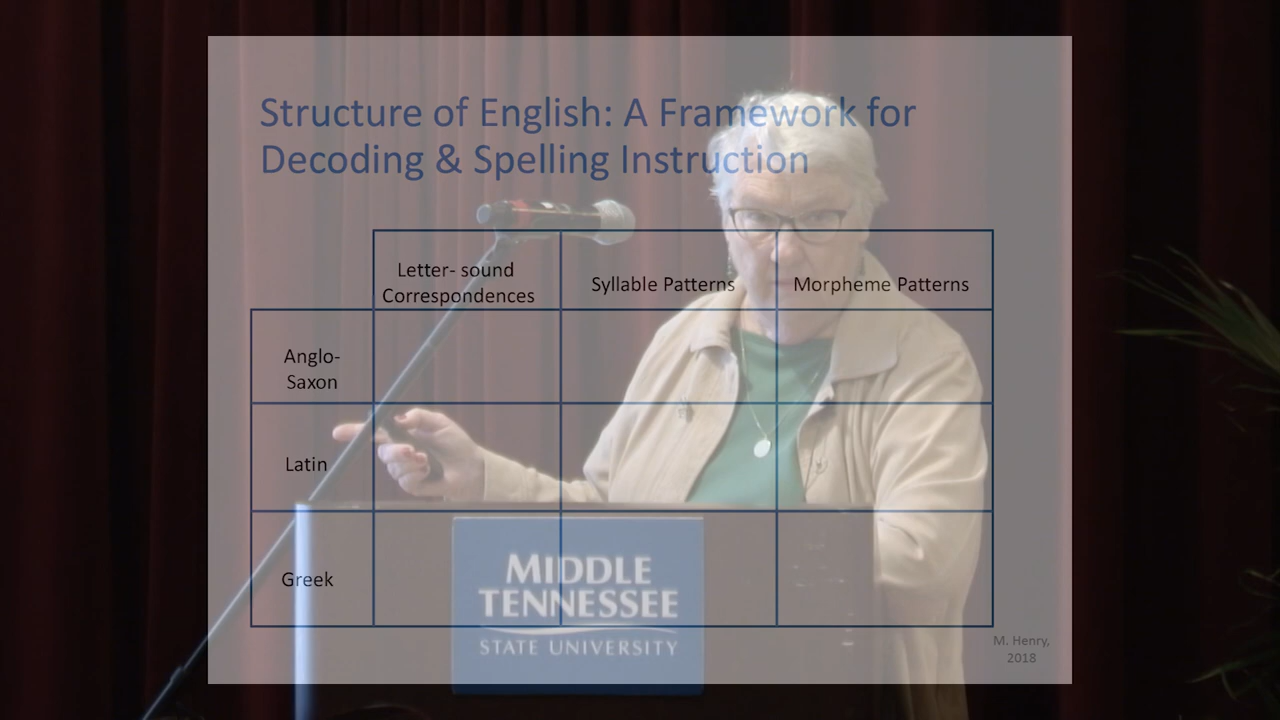 Structure of English: A Framework for
Decoding & Spelling Instruction
Letter- sound
Correspondences
Syllable Patterns
Morpheme Patterns
Anglo-
Saxon
Latin
Greek
MIDDLE
TENNESSEE
STATE UNIVERSITY
M. Henry,
2018